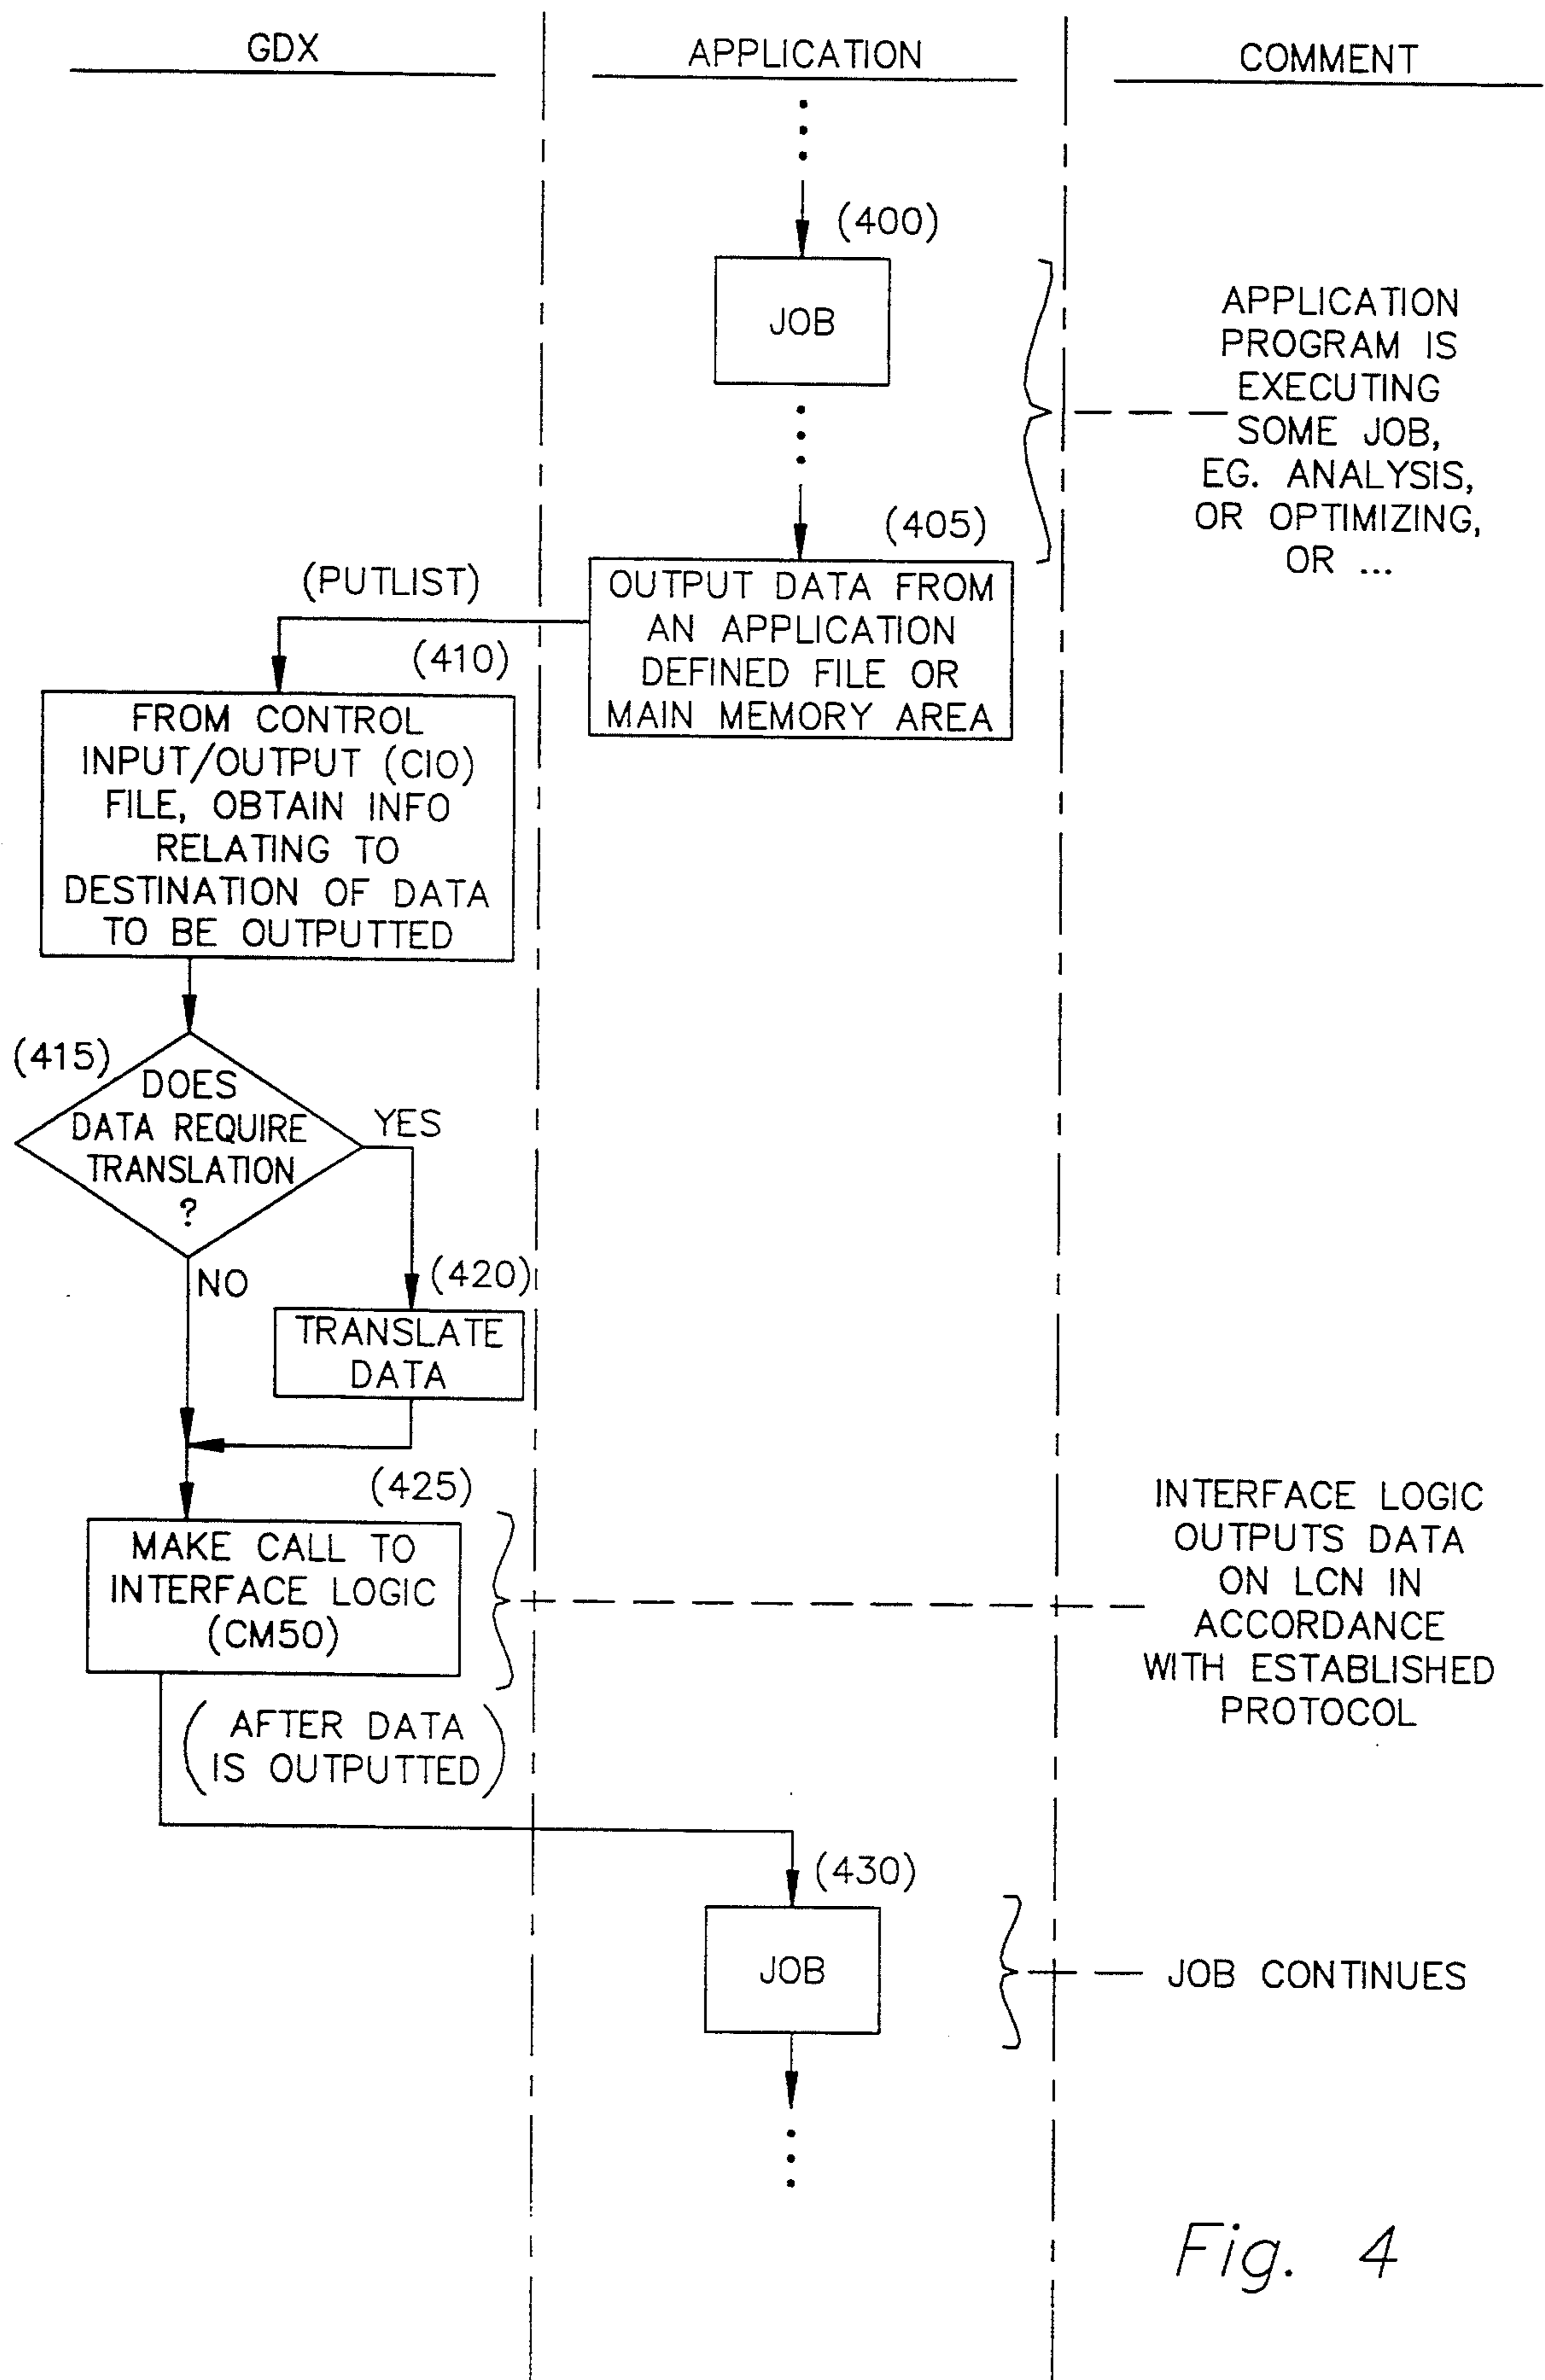 GDX
APPLICATION
COMMENT
(400)
JOB
APPLICATION
PROGRAM IS
EXECUTING
SOME JOB,
EG. ANALYSIS,
OR OPTIMIZING,
OR ...
(405)
OUTPUT DATA FROM
AN APPLICATION
DEFINED FILE OR
MAIN MEMORY AREA
(PUTLIST)
(410)
FROM CONTROL
INPUT/OUTPUT (CIO)
FILE, OBTAIN INFO
RELATING TO
DESTINATION OF DATA
TO BE OUTPUTTED
(415)
DOES
DATA REQUIRE
TRANSLATION
?
YES
NO
(420)
TRANSLATE
DATA
(425)
MAKE CALL TO
INTERFACE LOGIC
(CM50)
INTERFACE LOGIC
OUTPUTS DATA
ON LCN IN
ACCORDANCE
WITH ESTABLISHED
PROTOCOL
(AFTER DATA
IS OUTPUTTED)
(430)
JOB
JOB CONTINUES
Fig. 4